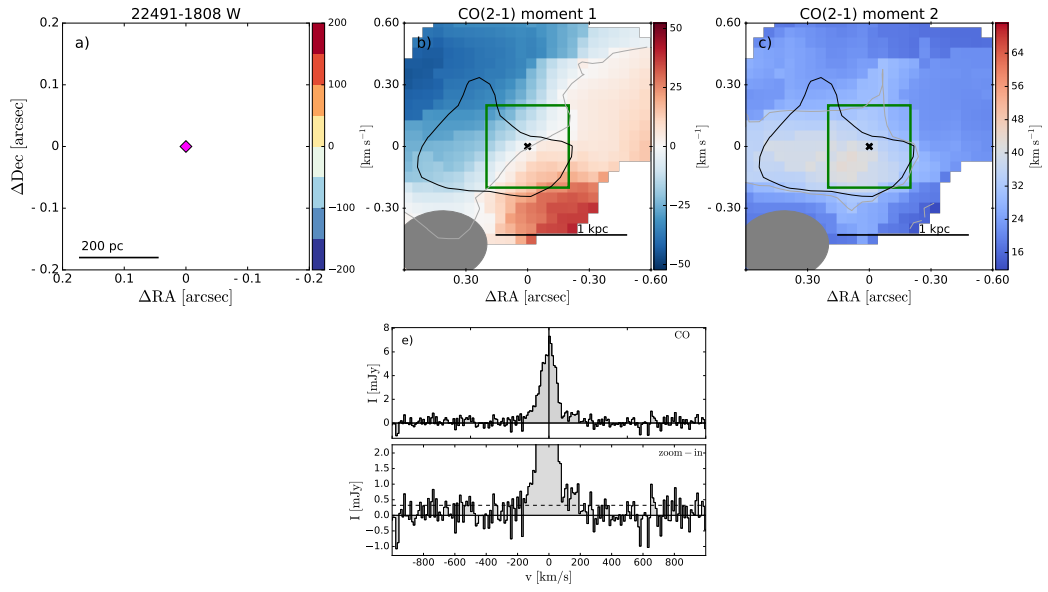 22491-1808 W
CO(2-1) moment 1
CO(2-1) moment 2
a)
b)
c)
0.2
0.1
0
- 0.1
- 0.2
ΔDec [arcsec]
200 pc
0.2
0.1
0
- 0.1
- 0.2
ΔRA [arcsec]
200
100
0
−100
−200
[km s⁻¹]
0.60
0.30
0
- 0.30
1 kpc
0.30
0
- 0.30
- 0.60
ΔRA [arcsec]
50
25
0
−25
−50
[km s⁻¹]
0.60
0.30
0
- 0.30
1 kpc
0.30
0
- 0.30
- 0.60
ΔRA [arcsec]
64
56
48
40
32
24
16
[km s⁻¹]
e)
CO
8
6
4
2
0
I [mJy]
zoom − in
2.0
1.5
1.0
0.5
0.0
−0.5
−1.0
I [mJy]
-800
-600
-400
-200
0
200
400
600
800
v [km/s]